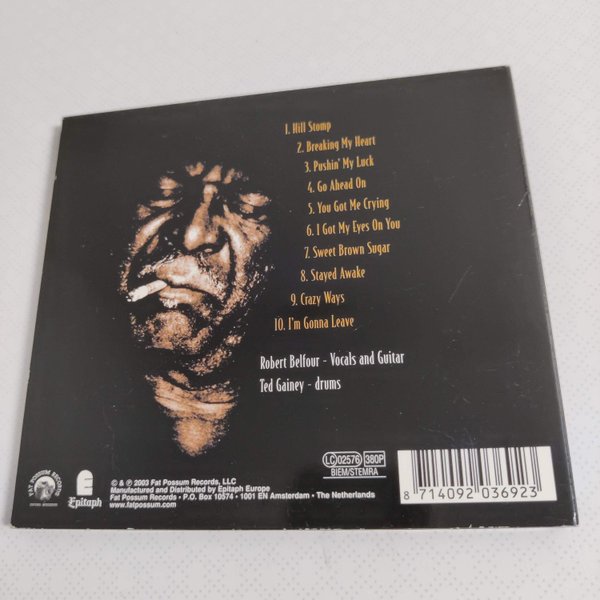 1. Hill Stomp
2. Breaking My Heart
3. Pushin' My Luck
4. Go Ahead On
5. You Got Me Crying
6. I Got My Eyes On You
7. Sweet Brown Sugar
8. Stayed Awake
9. Crazy Ways
10. I'm Gonna Leave
Robert Belfour - Vocals and Guitar
Ted Gainey - drums
FAT POSSUM RECORDS
Epitaph
© & ℗ 2003 Fat Possum Records, LLC
Manufactured and Distributed by Epitaph Europe
Fat Possum Records • P.O. Box 10574 • 1001 EN Amsterdam • The Netherlands
www.fatpossum.com
LC 02576 380P
BIEM/STEMRA
8 714092 036923